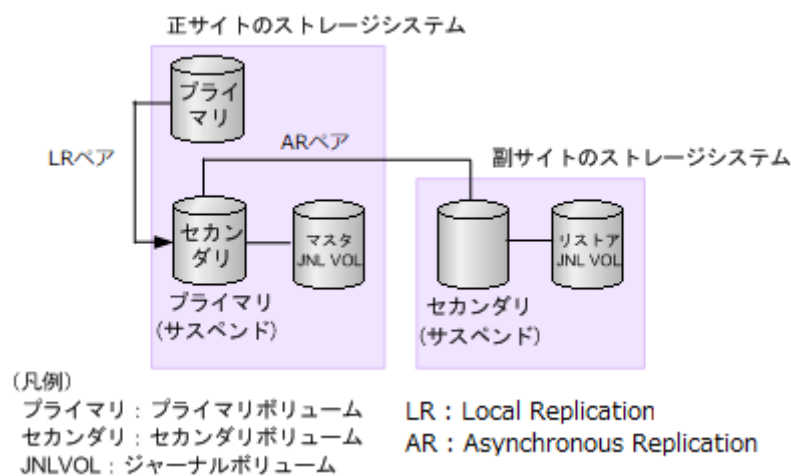 正サイトのストレージシステム
プライ
マリ
LRペア
ARペア
副サイトのストレージシステム
セカン
ダリ
マスタ
JNL VOL
リストア
JNL VOL
プライマリ
(サスペンド)
セカンダリ
(サスペンド)
(凡例)
プライマリ：プライマリボリューム
セカンダリ：セカンダリボリューム
JNLVOL：ジャーナルボリューム
LR : Local Replication
AR : Asynchronous Replication